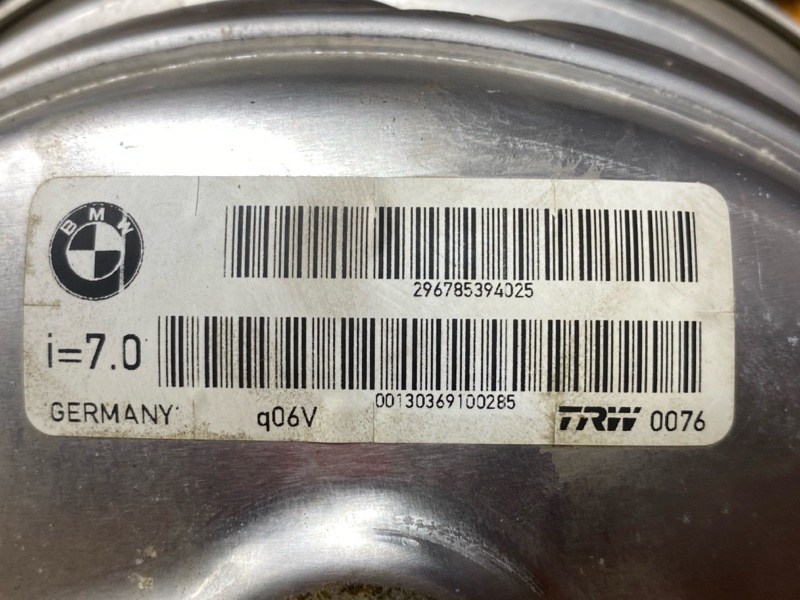 BMW
296785394025
i=7.0
00130369100285
GERMANY q06V TRW 0076